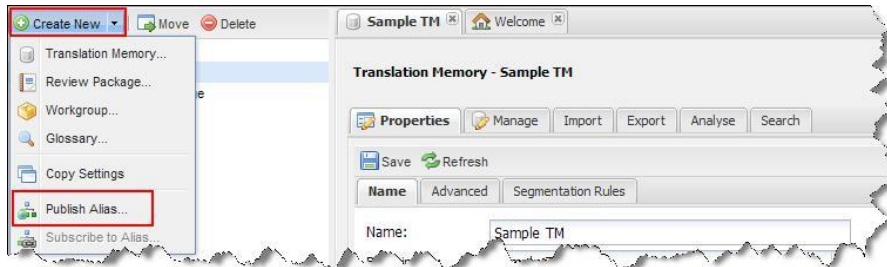 Create New Move Delete
Translation Memory...
Review Package...
Workgroup...
Glossary...
Copy Settings
Publish Alias...
Subscribe to Alias...
e
Sample TM Welcome
Translation Memory - Sample TM
Properties Manage Import Export Analyse Search
Save Refresh
Name Advanced Segmentation Rules
Name: Sample TM